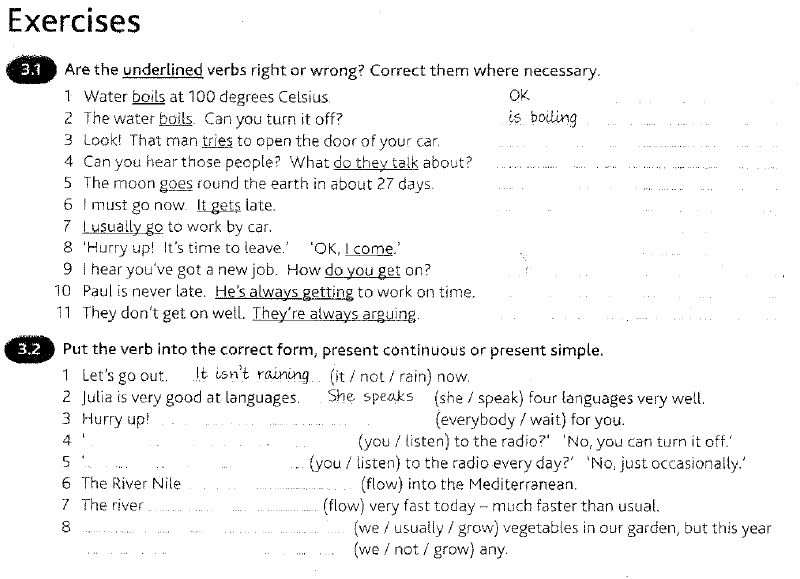 Exercises
3.1 Are the underlined verbs right or wrong? Correct them where necessary.
1 Water boils at 100 degrees Celsius. OK
2 The water boils. Can you turn it off? is boiling
3 Look! That man tries to open the door of your car.
4 Can you hear those people? What do they talk about?
5 The moon goes round the earth in about 27 days.
6 I must go now. It gets late.
7 I usually go to work by car.
8 'Hurry up! It's time to leave.' 'OK, I come.'
9 I hear you've got a new job. How do you get on?
10 Paul is never late. He's always getting to work on time.
11 They don't get on well. They're always arguing.
3.2 Put the verb into the correct form, present continuous or present simple.
1 Let's go out. It isn't raining (it / not / rain) now.
2 Julia is very good at languages. She speaks (she / speak) four languages very well.
3 Hurry up! (everybody / wait) for you.
4 ' (you / listen) to the radio?' 'No, you can turn it off.'
5 ' (you / listen) to the radio every day?' 'No, just occasionally.'
6 The River Nile (flow) into the Mediterranean.
7 The river (flow) very fast today – much faster than usual.
8 (we / usually / grow) vegetables in our garden, but this year
(we / not / grow) any.